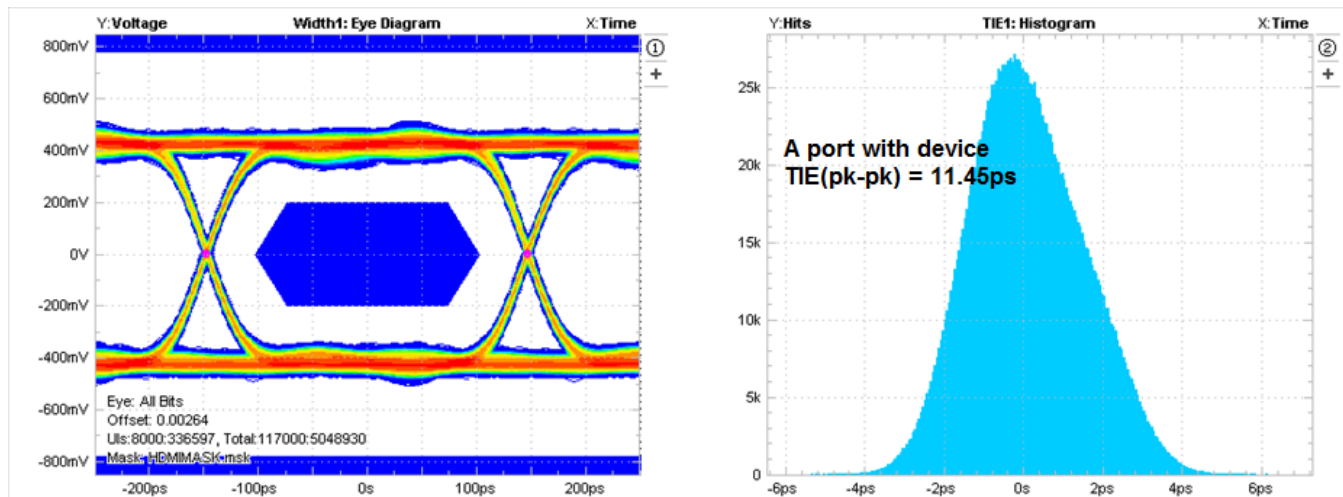 Y:Voltage Width1: Eye Diagram X:Time
800mV
600mV
400mV
200mV
0V
-200mV
-400mV
-600mV
-800mV
Eye: All Bits
Offset: 0.00264
UIs:8000:336597, Total:117000:5048930
Mask: HDMIMASK.msk
-200ps -100ps 0s 100ps 200ps
1
+
Y:Hits TIE1: Histogram X:Time
25k
20k
15k
10k
5k
0
A port with device
TIE(pk-pk) = 11.45ps
-6ps -4ps -2ps 0s 2ps 4ps 6ps
2
+